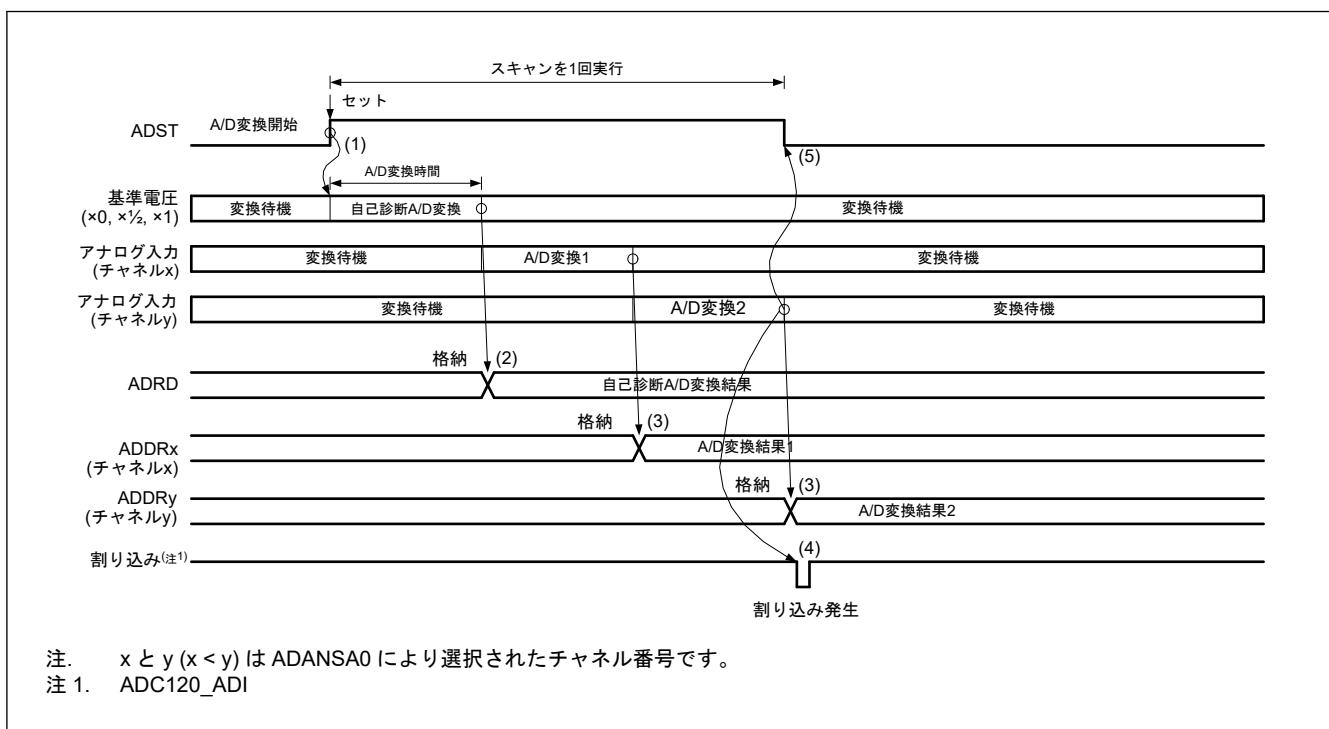 スキャンを1回実行
セット
ADST
A/D変換開始
(1)
(5)
A/D変換時間
基準電圧
(×0, ×½, ×1)
変換待機
自己診断A/D変換
変換待機
アナログ入力
(チャネルx)
変換待機
A/D変換1
変換待機
アナログ入力
(チャネルy)
変換待機
A/D変換2
変換待機
格納
(2)
ADRD
自己診断A/D変換結果
格納
(3)
ADDRx
(チャネルx)
A/D変換結果1
格納
(3)
ADDRy
(チャネルy)
A/D変換結果2
割り込み(注1)
(4)
割り込み発生
注. x と y (x < y) は ADANSA0 により選択されたチャネル番号です。
注 1. ADC120_ADI